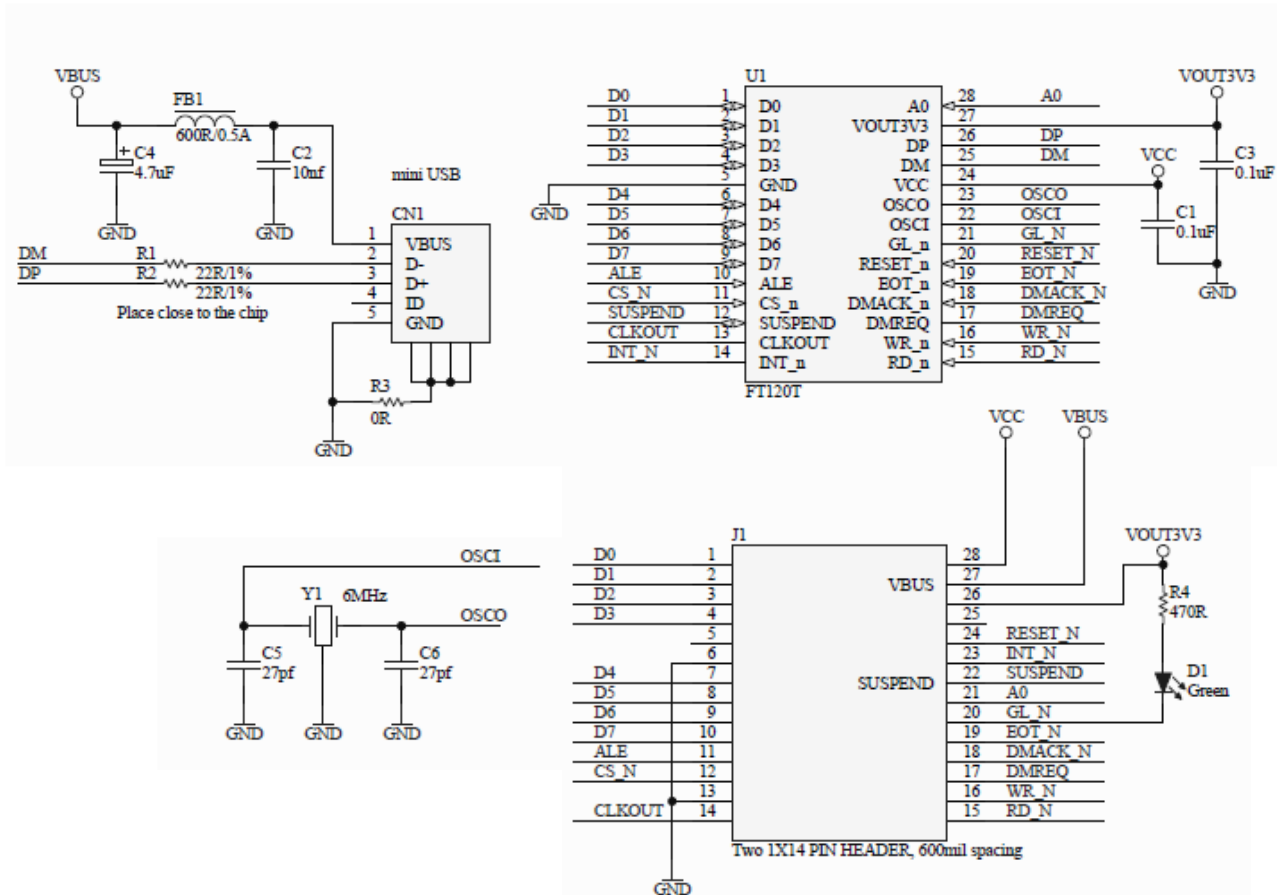 VBUS
FB1
600R/0.5A
C4
4.7uF
C2
10nf
GND
GND
mini USB
CN1
1 VBUS
2 D-
3 D+
4 ID
5 GND
DM R1
22R/1%
DP R2
22R/1%
Place close to the chip
R3
0R
GND
U1
D0 1 D0
D1 2 D1
D2 3 D2
D3 4 D3
5 GND
GND
D4 6 D4
D5 7 D5
D6 8 D6
D7 9 D7
ALE 10 ALE
CS_N 11 CS_n
SUSPEND 12 SUSPEND
CLKOUT 13 CLKOUT
INT_N 14 INT_n
A0 28 A0
VOUT3V3 27
DP 26 DP
DM 25 DM
VCC 24
OSCO 23 OSCO
OSCI 22 OSCI
GL_n 21 GL_N
RESET_n 20 RESET_N
EOT_n 19 EOT_N
DMACK_n 18 DMACK_N
DMREQ 17 DMREQ
WR_n 16 WR_N
RD_n 15 RD_N
FT120T
VOUT3V3
C3
0.1uF
VCC
C1
0.1uF
GND
OSCI
Y1 6MHz
OSCO
C5
27pf
C6
27pf
GND
GND
GND
VCC
VBUS
J1
D0 1
D1 2
D2 3
D3 4
5
6
D4 7
D5 8
D6 9
D7 10
ALE 11
CS_N 12
13
CLKOUT 14
28
VBUS 27
26
25
24 RESET_N
23 INT_N
SUSPEND 22 SUSPEND
21 A0
20 GL_N
19 EOT_N
18 DMACK_N
17 DMREQ
16 WR_N
15 RD_N
VOUT3V3
R4
470R
D1
Green
Two 1X14 PIN HEADER, 600mil spacing
GND